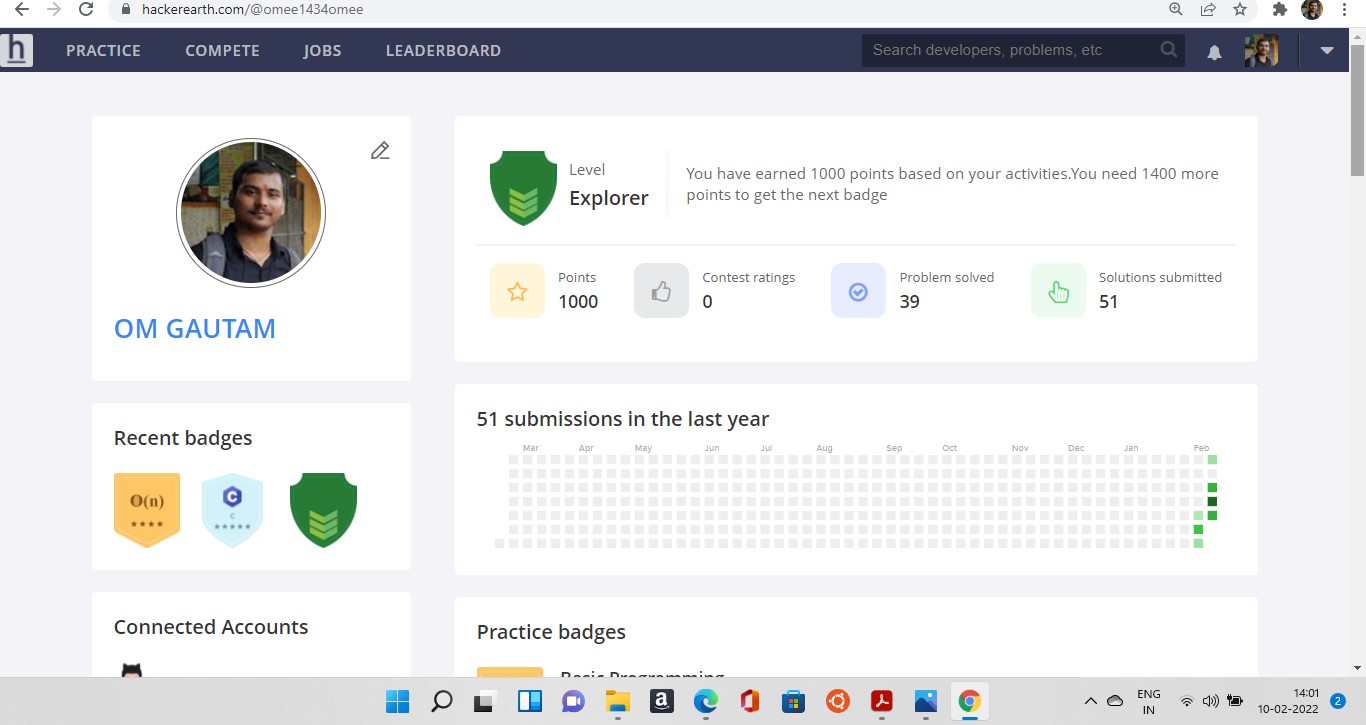 hackerearth.com/@omee1434omee
h
PRACTICE COMPETE JOBS LEADERBOARD
Search developers, problems, etc
OM GAUTAM
Level
Explorer
You have earned 1000 points based on your activities.You need 1400 more
points to get the next badge
Points
1000
Contest ratings
0
Problem solved
39
Solutions submitted
51
Recent badges
O(n)
C
C
51 submissions in the last year
Mar Apr May Jun Jul Aug Sep Oct Nov Dec Jan Feb
Connected Accounts
Practice badges
Basic Programming
a
ENG
IN
14:01
10-02-2022
2